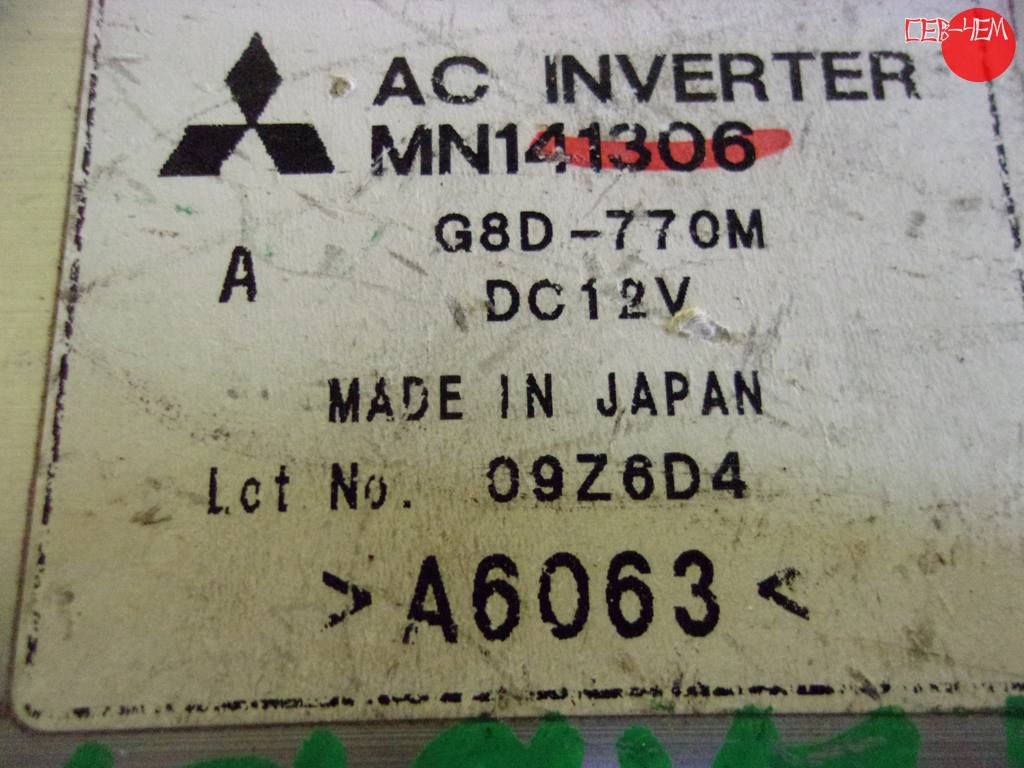 СЕВ-ЧЕМ
AC INVERTER
MN141306
G8D-770M
A
DC12V
MADE IN JAPAN
Lot No. 09Z6D4
>A6063<